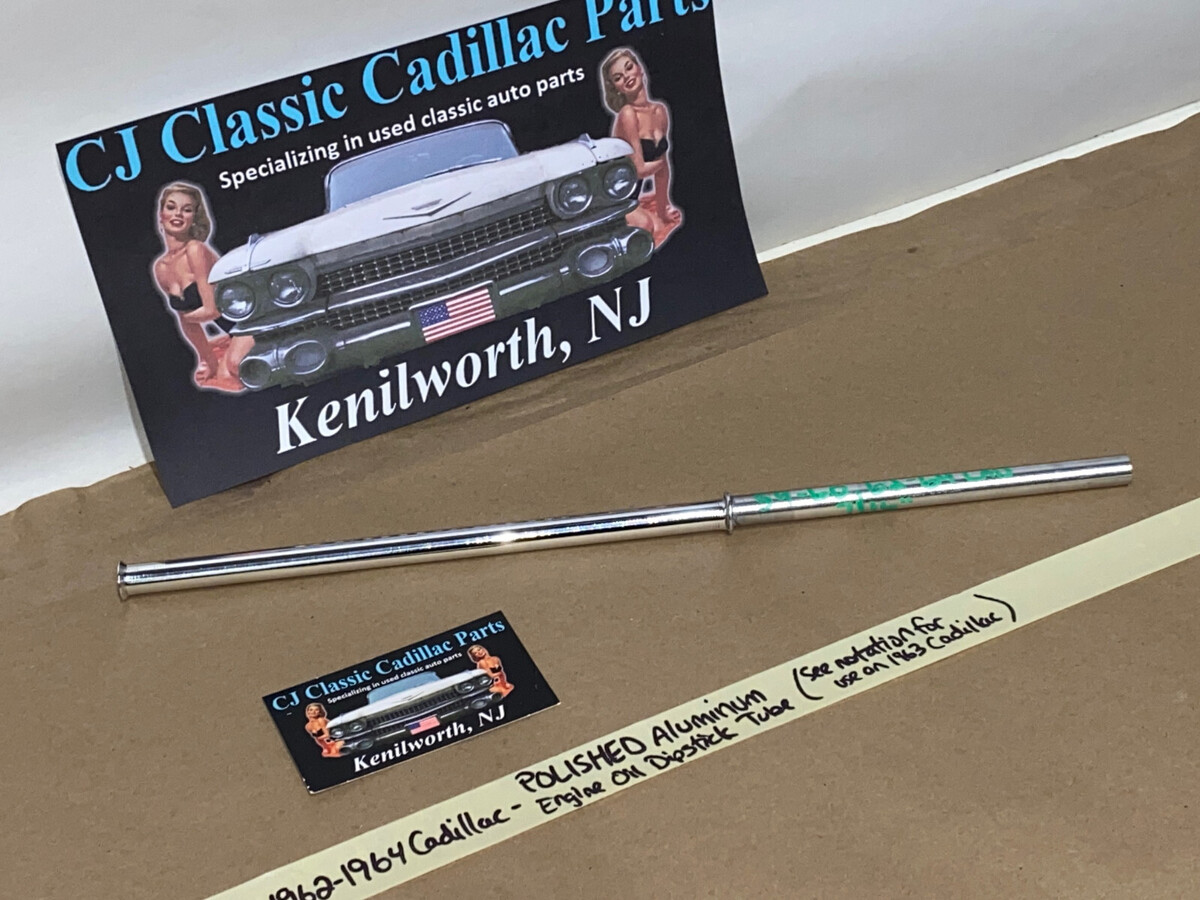 CJ Classic Cadillac Parts
Specializing in used classic auto parts
Kenilworth, NJ
CJ Classic Cadillac Parts
Specializing in used classic auto parts
Kenilworth, NJ
1962-1964 Cadillac - POLISHED Aluminum
Engine Oil Dipstick Tube
(See notation for
use on 1963 Cadillac)